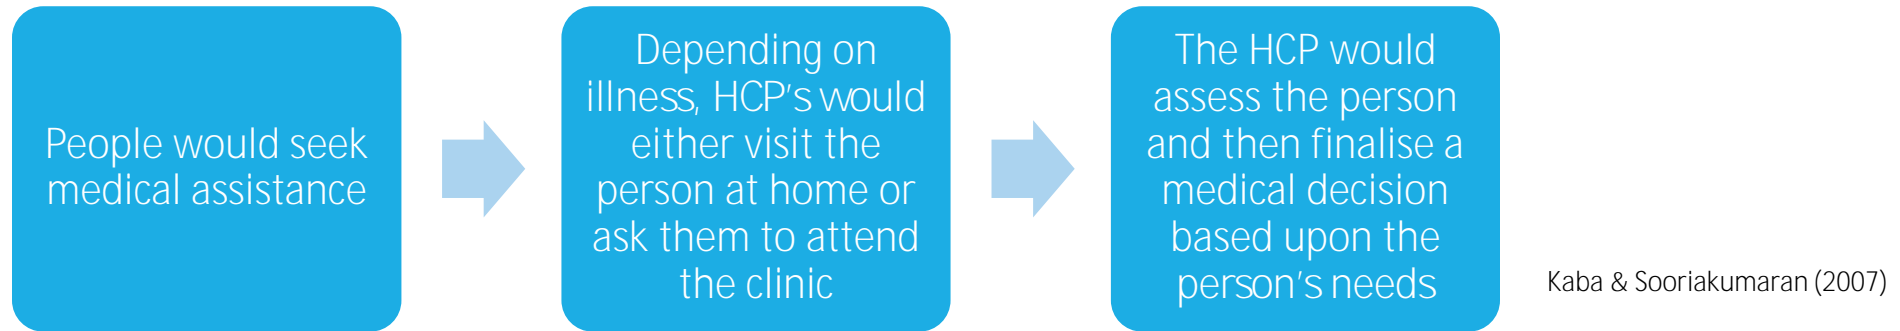 People would seek
medical assistance
Depending on
illness, HCP's would
either visit the
person at home or
ask them to attend
the clinic
The HCP would
assess the person
and then finalise a
medical decision
based upon the
person's needs
Kaba & Sooriakumaran (2007)